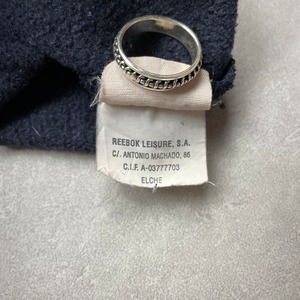 REEBOK LEISURE, S.A.
C/. ANTONIO MACHADO, 86
C.I.F. A-03777703
ELCHE